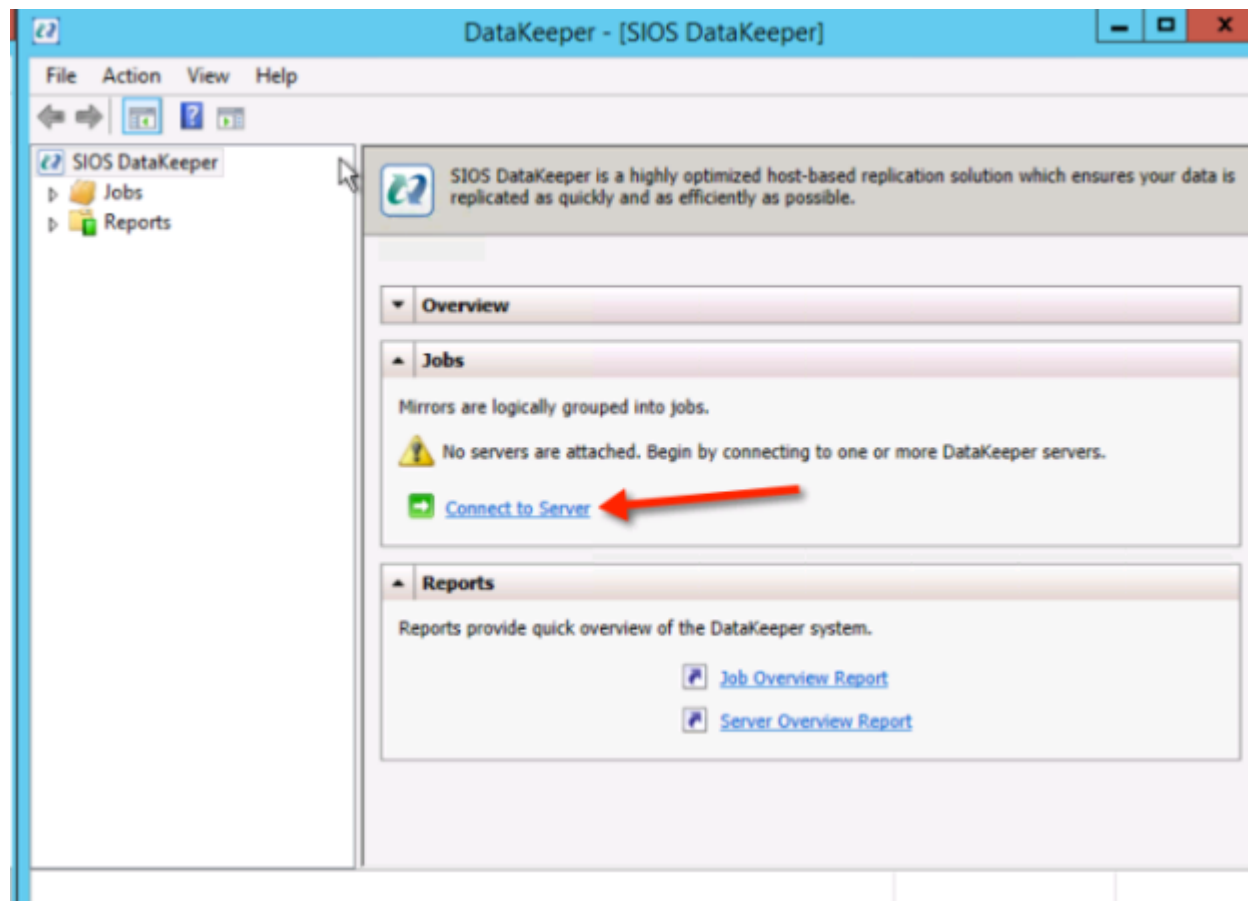 DataKeeper - [SIOS DataKeeper]
File Action View Help
SIOS DataKeeper
Jobs
Reports
SIOS DataKeeper is a highly optimized host-based replication solution which ensures your data is
replicated as quickly and as efficiently as possible.
Overview
Jobs
Mirrors are logically grouped into jobs.
No servers are attached. Begin by connecting to one or more DataKeeper servers.
Connect to Server
Reports
Reports provide quick overview of the DataKeeper system.
Job Overview Report
Server Overview Report